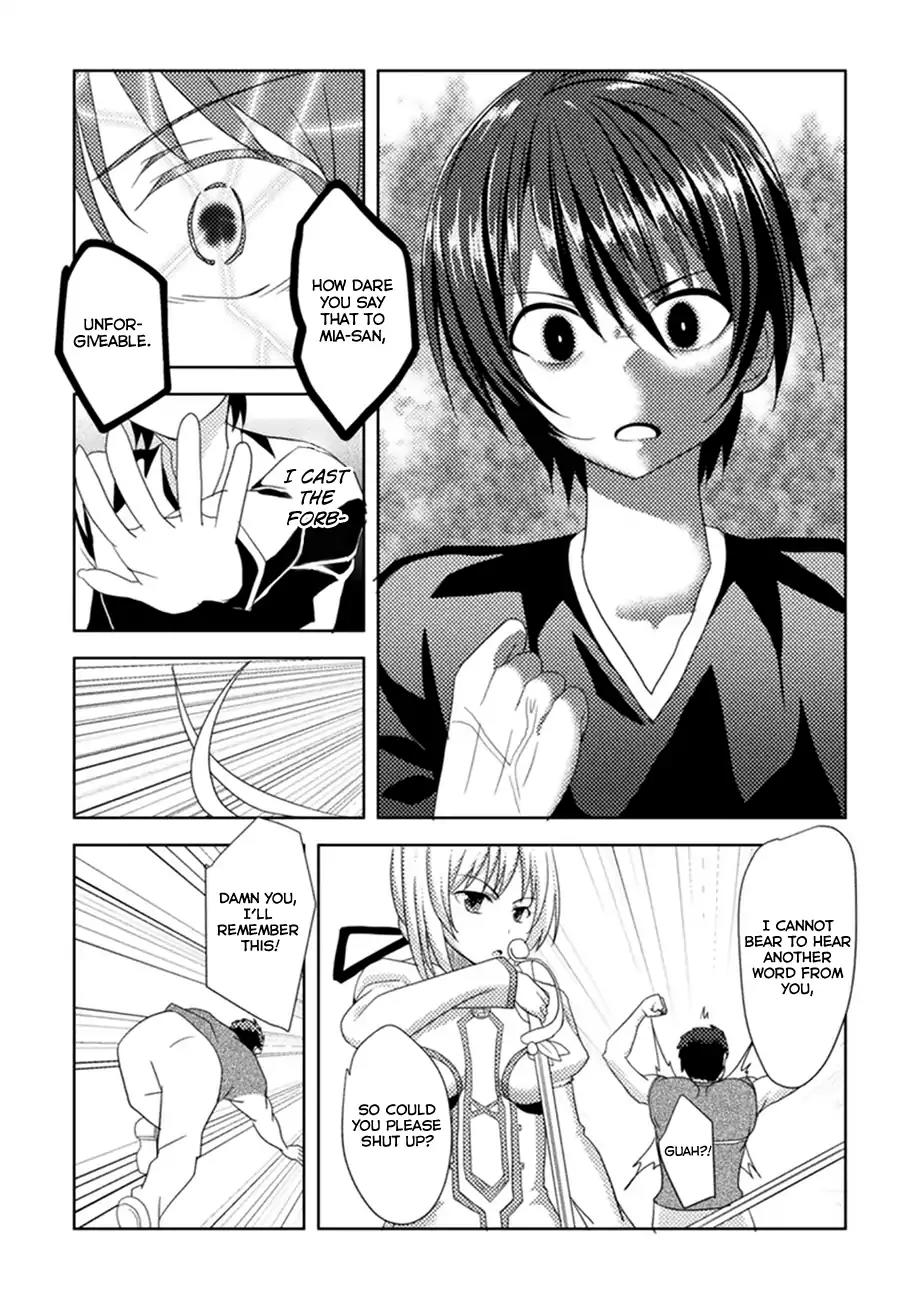 HOW DARE
YOU SAY
THAT TO
MIA-SAN,
UNFOR-
GIVEABLE.
I CAST
THE
FORB-
I CANNOT
BEAR TO HEAR
ANOTHER
WORD FROM
YOU,
GUAH?!
SO COULD
YOU PLEASE
SHUT UP?
DAMN YOU,
I'LL
REMEMBER
THIS!